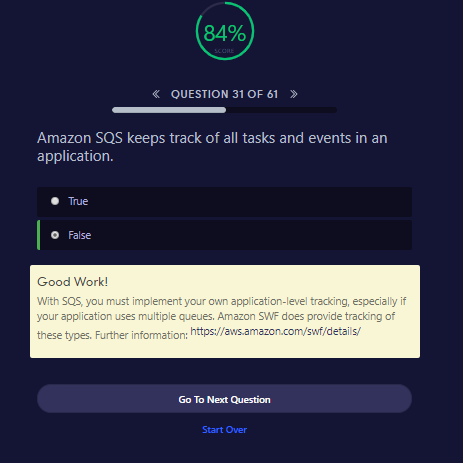 84%
SCORE
« QUESTION 31 OF 61 »
Amazon SQS keeps track of all tasks and events in an
application.
True
False
Good Work!
With SQS, you must implement your own application-level tracking, especially if
your application uses multiple queues. Amazon SWF does provide tracking of
these types. Further information: https://aws.amazon.com/swf/details/
Go To Next Question
Start Over